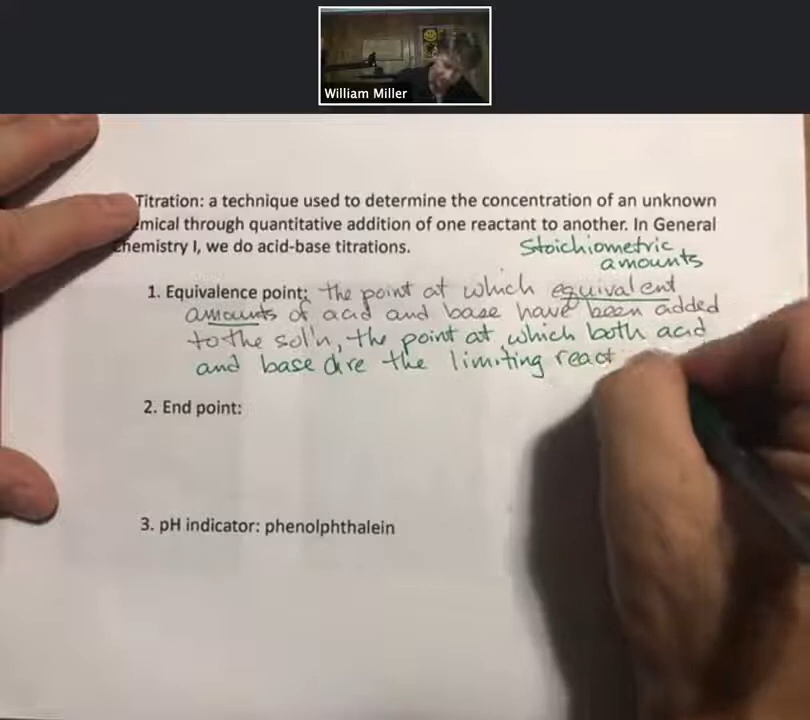 William Miller
Titration: a technique used to determine the concentration of an unknown
emical through quantitative addition of one reactant to another. In General
Chemistry I, we do acid-base titrations.
Stoichiometric
amounts
1. Equivalence point: the point at which equivalent
amounts of acid and base have been added
to the sol'n, the point at which both acid
and base are the limiting react
2. End point:
3. pH indicator: phenolphthalein